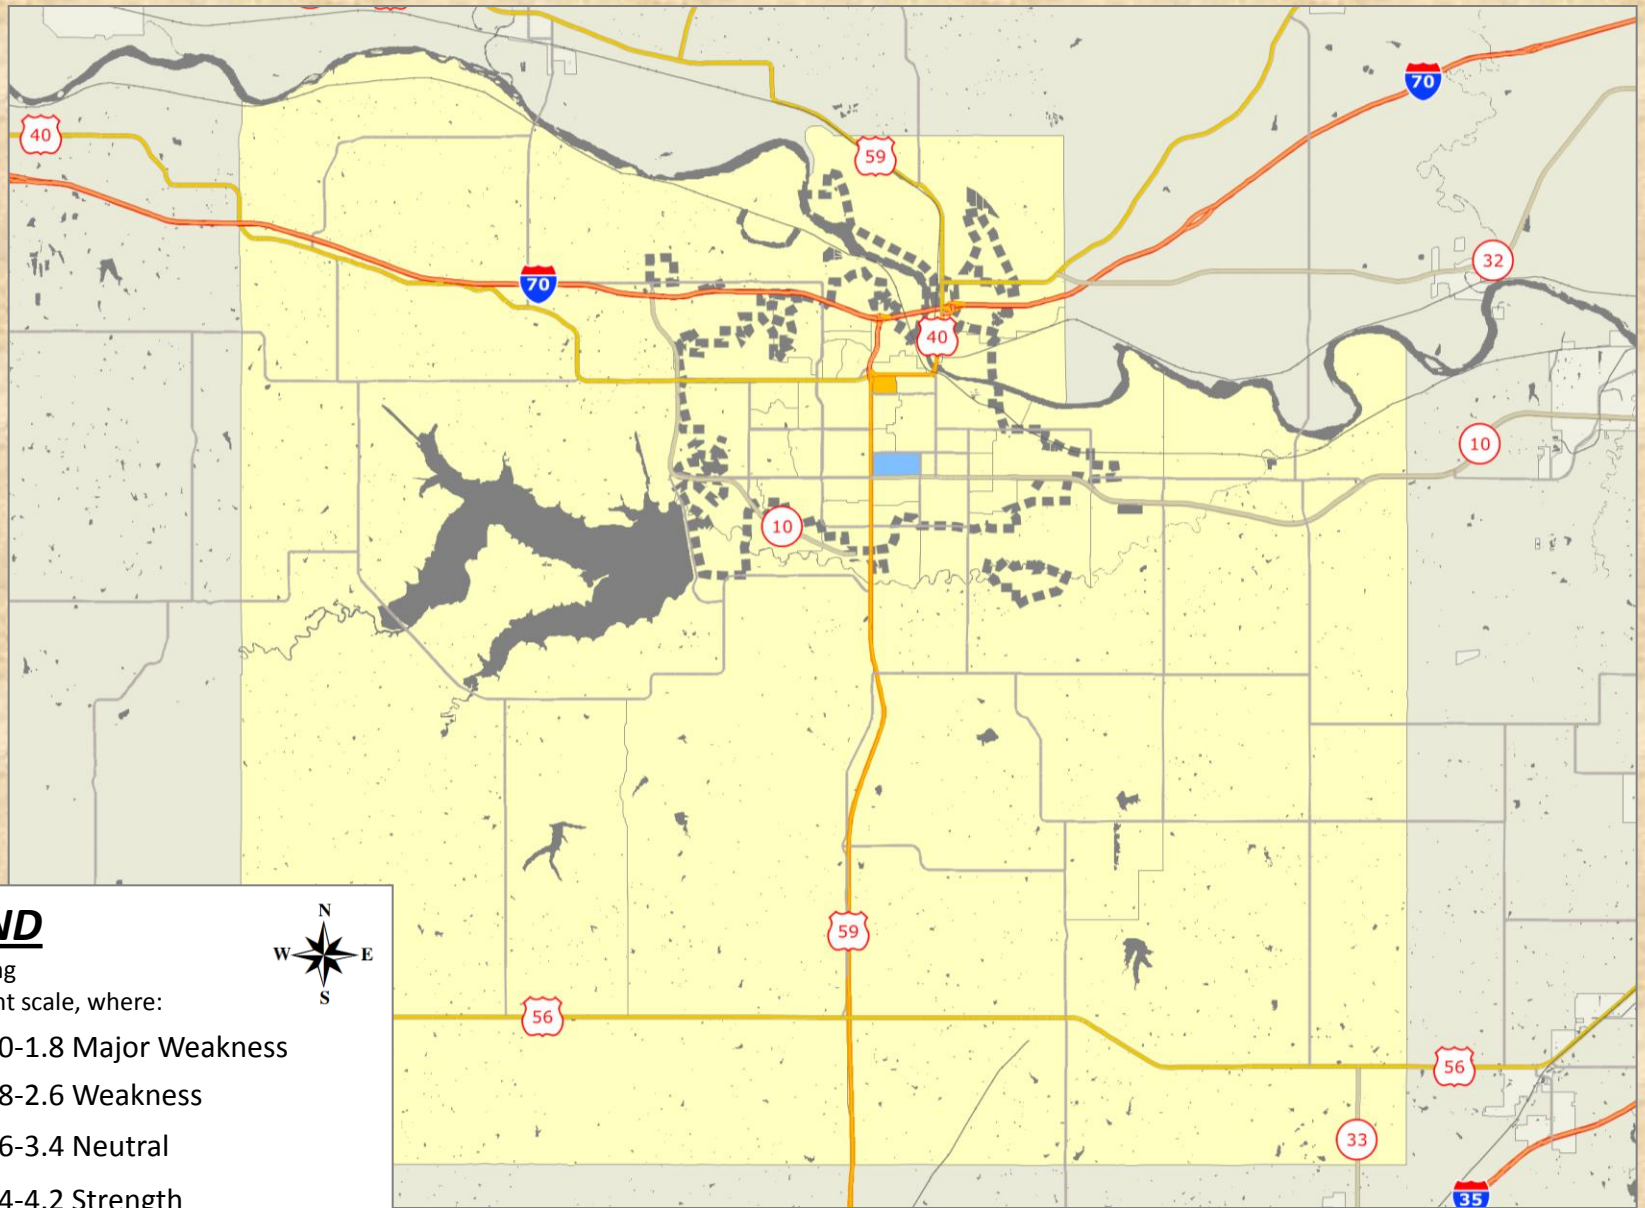 70
40
59
32
70
40
10
10
59
ND
N
W E
S
ng
nt scale, where:
0-1.8 Major Weakness
8-2.6 Weakness
6-3.4 Neutral
4-4.2 Strength
56
56
33
35